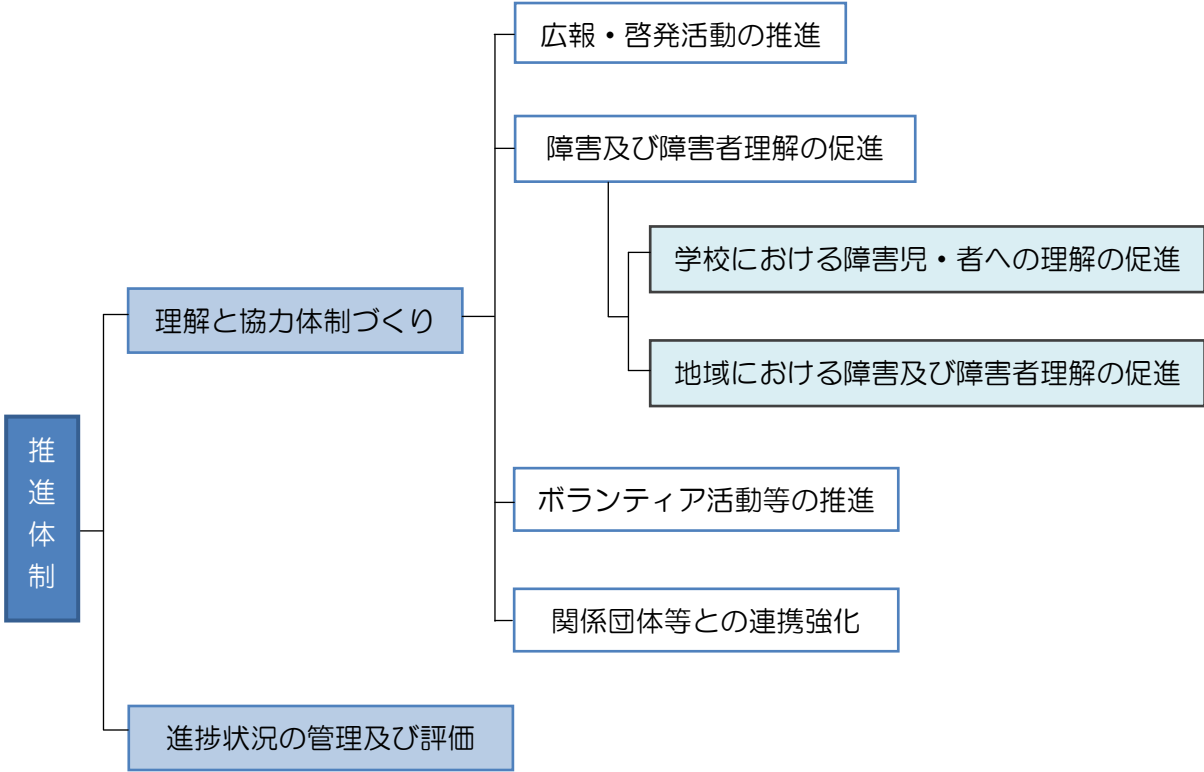 推進体制
理解と協力体制づくり
広報・啓発活動の推進
障害及び障害者理解の促進
学校における障害児・者への理解の促進
地域における障害及び障害者理解の促進
ボランティア活動等の推進
関係団体等との連携強化
進捗状況の管理及び評価